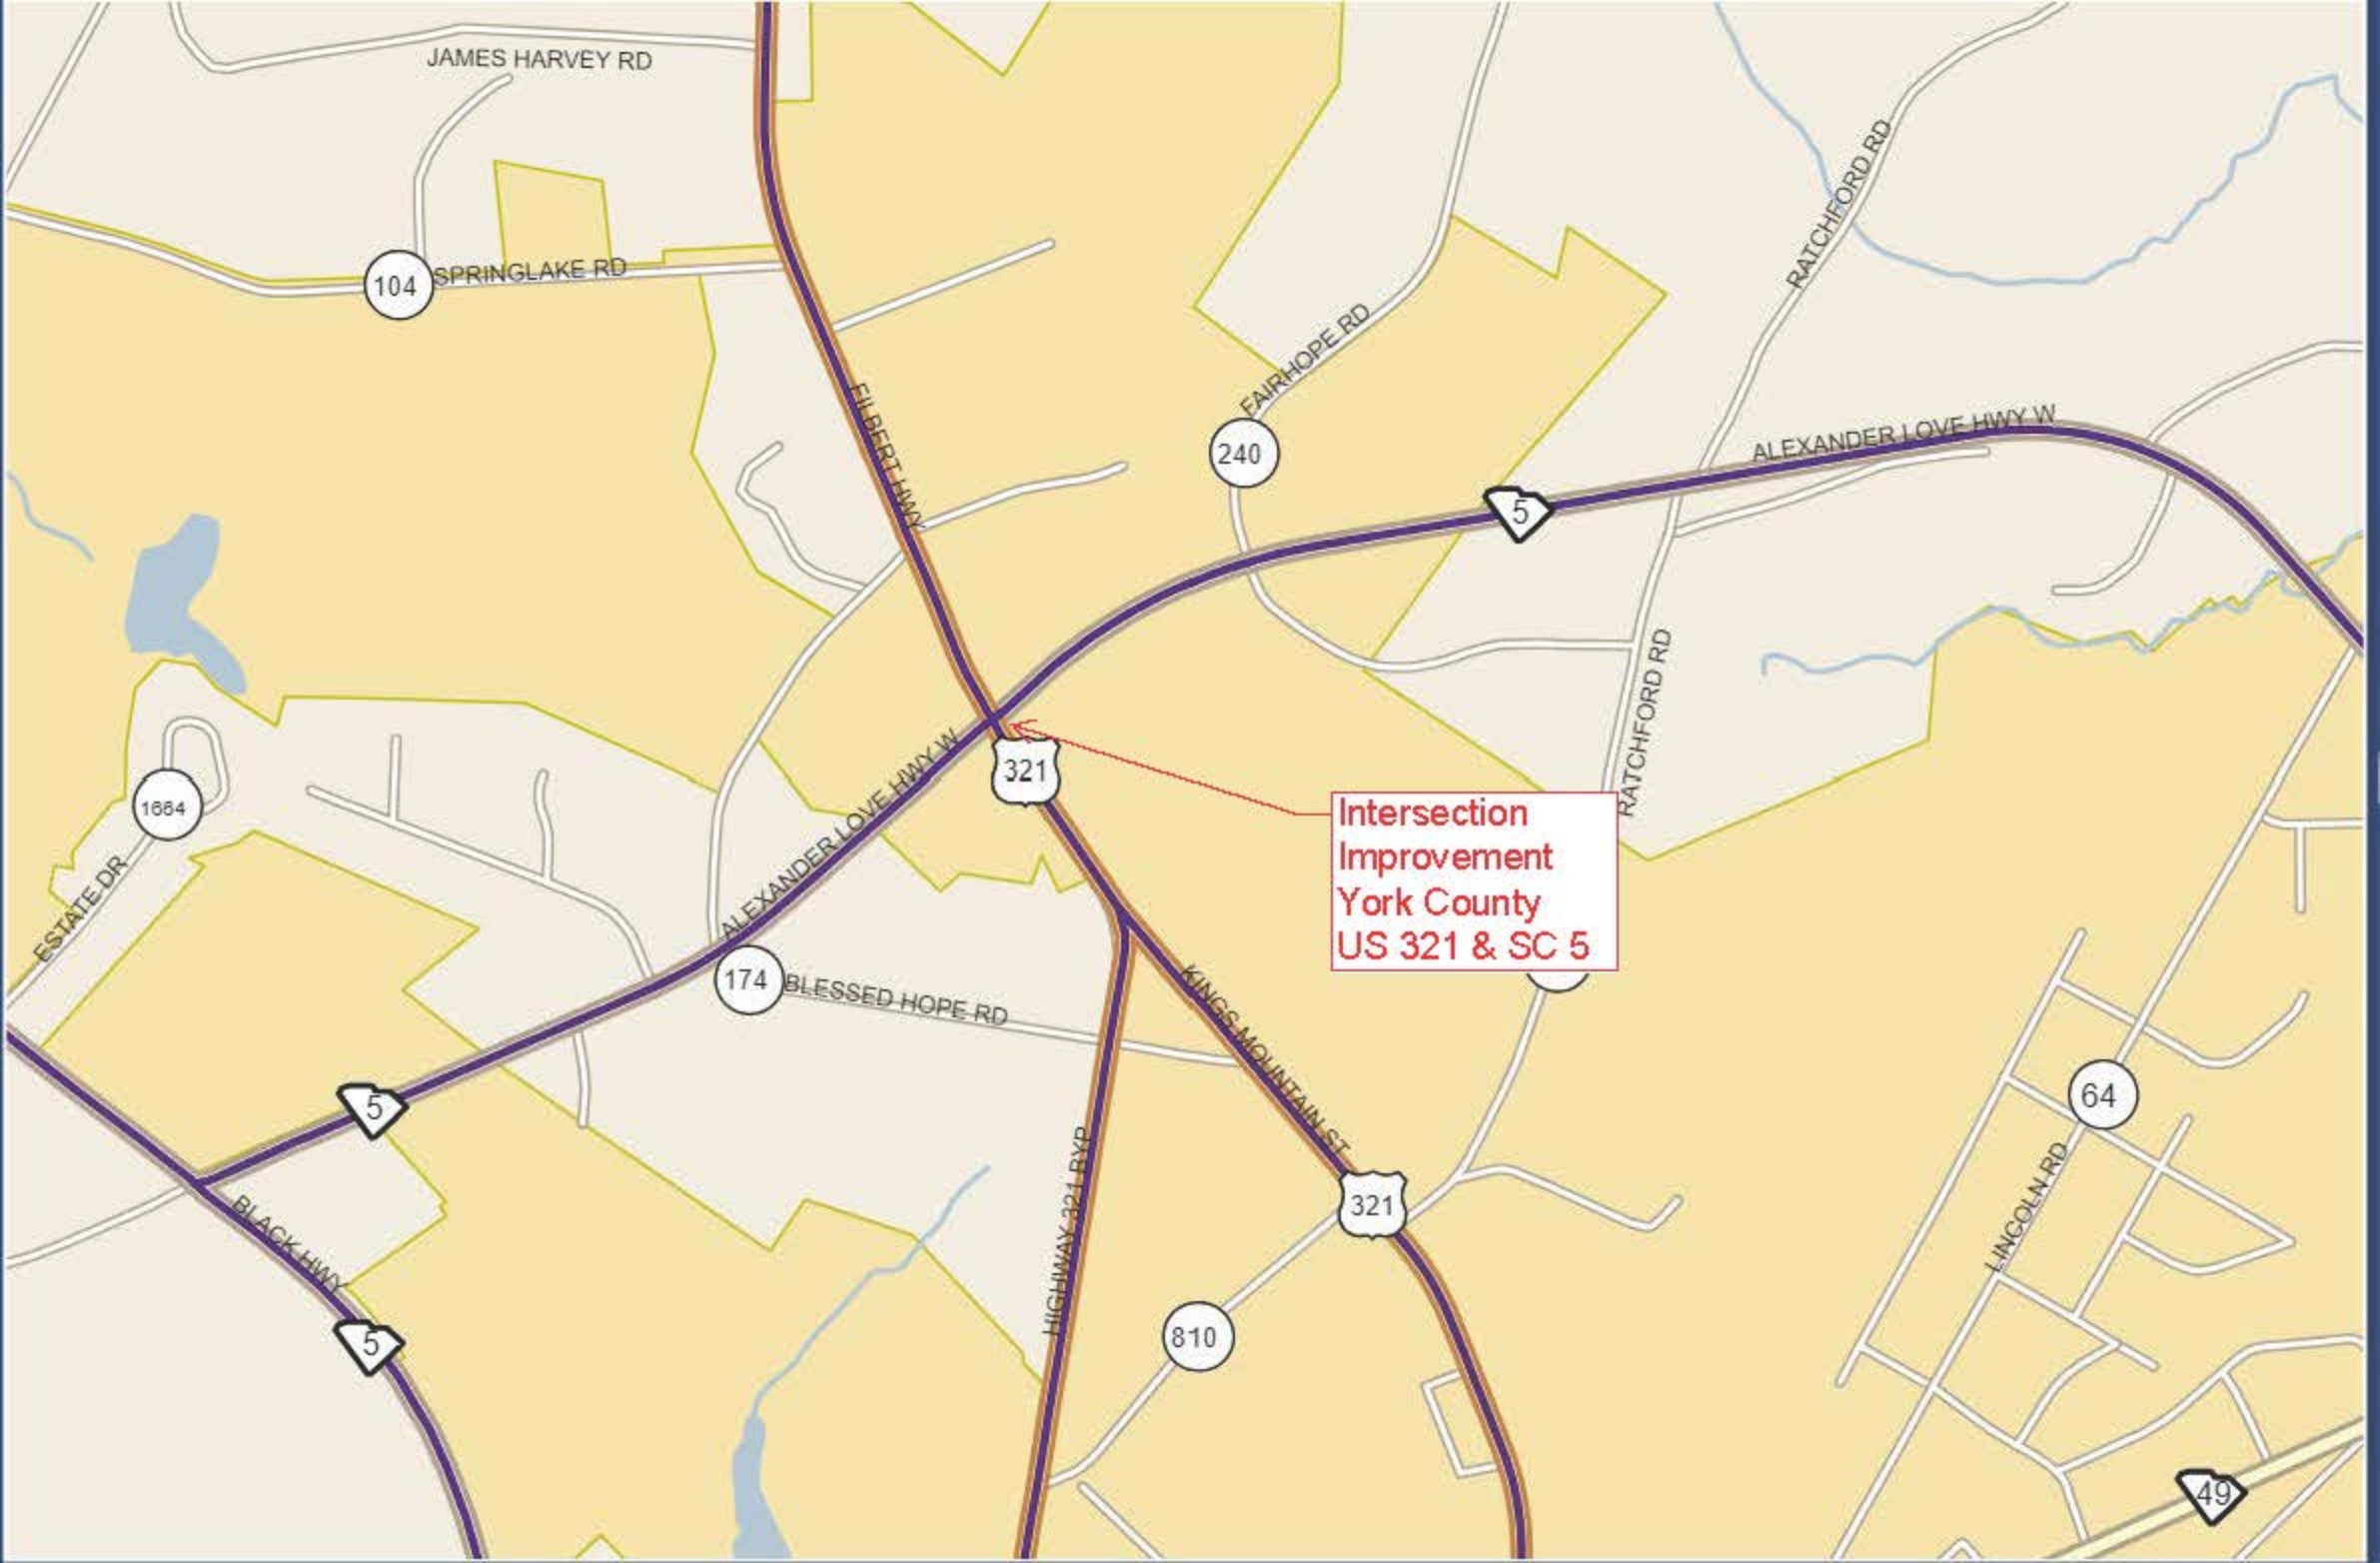 JAMES HARVEY RD
104
SPRINGLAKE RD
RATCHFORD RD
FAIRHOPE RD
FILBERT HWY
240
ALEXANDER LOVE HWY W
5
RATCHFORD RD
321
ALEXANDER LOVE HWY W
1664
ESTATE DR
Intersection
Improvement
York County
US 321 & SC 5
174
BLESSED HOPE RD
KINGS MOUNTAIN ST
5
64
HIGHWAY 321 BYP
LINCOLN RD
321
BLACK HWY
810
5
49